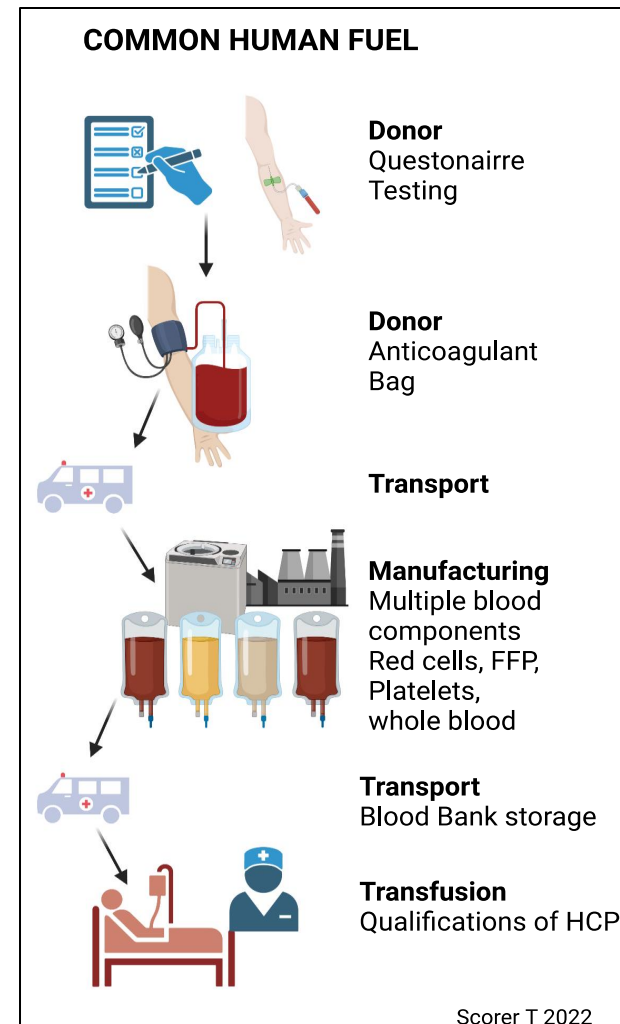 COMMON HUMAN FUEL
Donor
Questonairre
Testing
Donor
Anticoagulant
Bag
Transport
Manufacturing
Multiple blood
components
Red cells, FFP,
Platelets,
whole blood
Transport
Blood Bank storage
Transfusion
Qualifications of HCP
Scorer T 2022